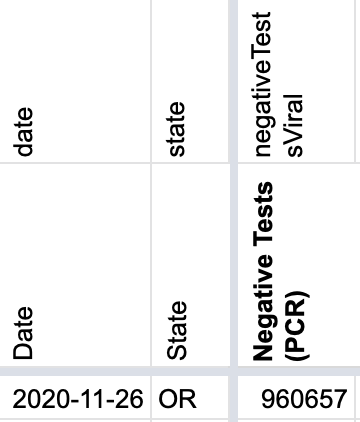 date
state
negativeTest
sViral
Date
State
Negative Tests
(PCR)
2020-11-26
OR
960657